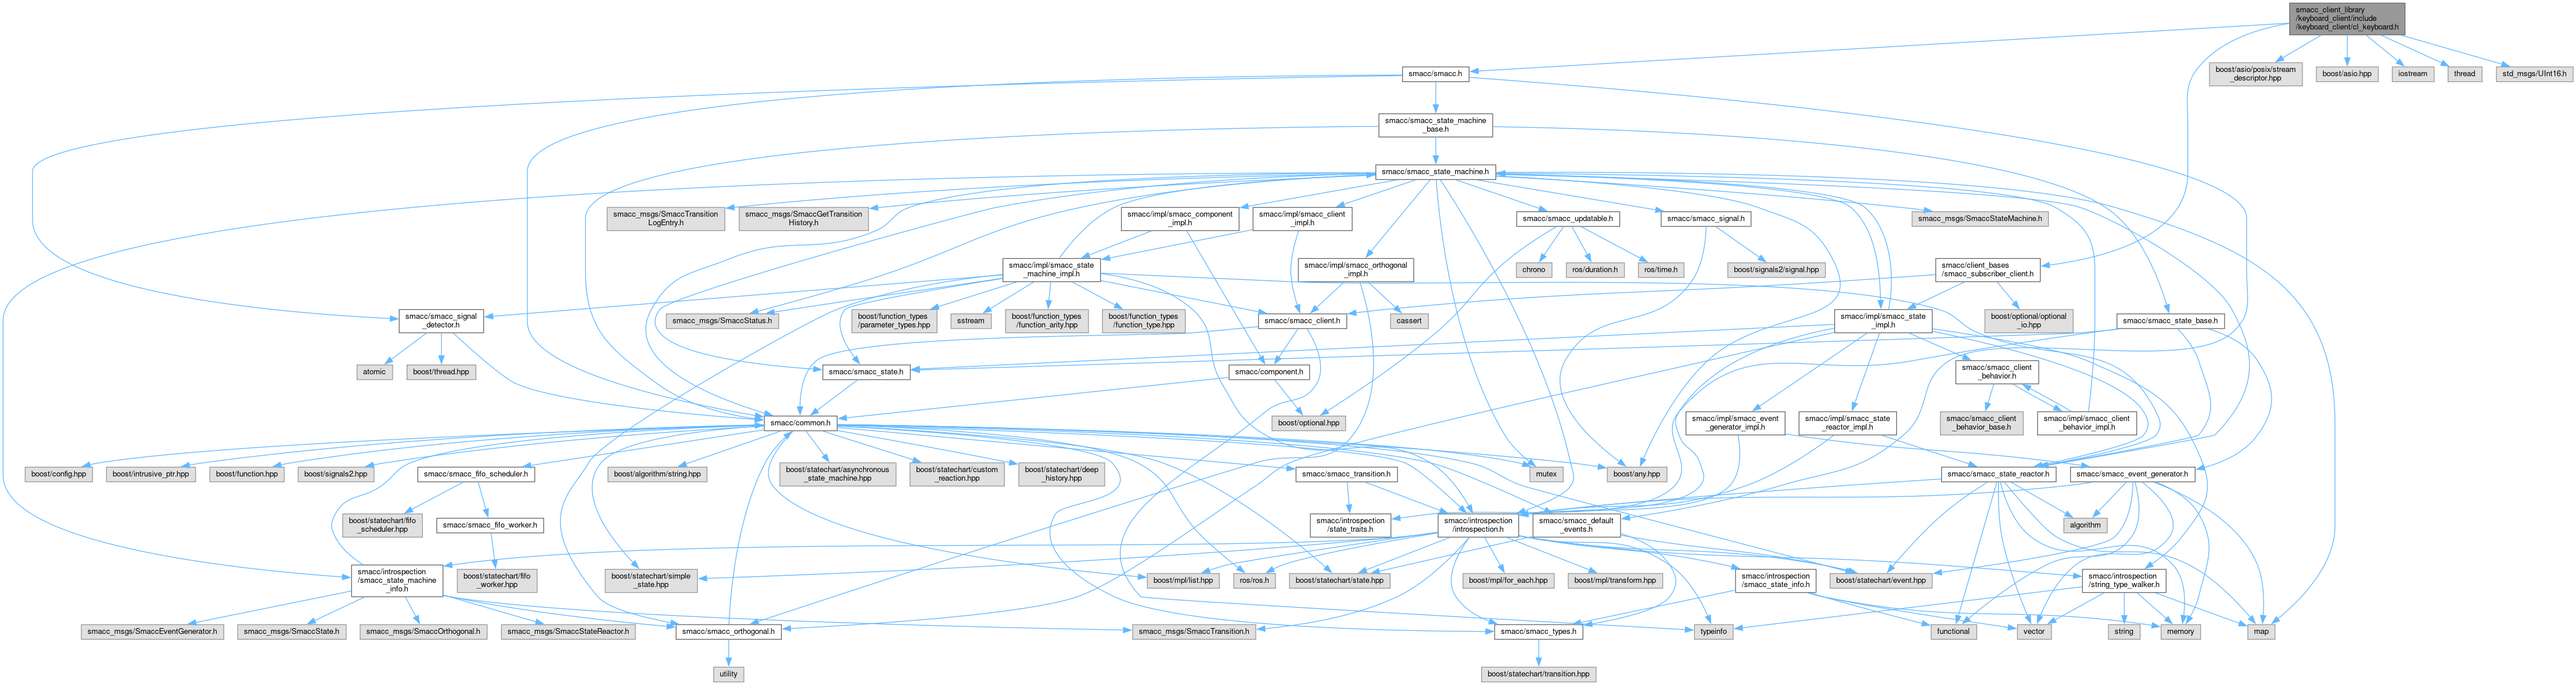 smacc_client_library
/keyboard_client/include
/keyboard_client/cl_keyboard.h
smacc/smacc.h
boost/asio/posix/stream
_descriptor.hpp
boost/asio.hpp
iostream
thread
std_msgs/UInt16.h
smacc/smacc_state_machine
_base.h
smacc/smacc_state_machine.h
smacc_msgs/SmaccTransition
LogEntry.h
smacc_msgs/SmaccGetTransition
History.h
smacc/impl/smacc_component
_impl.h
smacc/impl/smacc_client
_impl.h
smacc/smacc_updatable.h
smacc/smacc_signal.h
smacc_msgs/SmaccStateMachine.h
smacc/impl/smacc_state
_machine_impl.h
smacc/impl/smacc_orthogonal
_impl.h
chrono
ros/duration.h
ros/time.h
boost/signals2/signal.hpp
smacc/client_bases
/smacc_subscriber_client.h
smacc/smacc_signal
_detector.h
smacc_msgs/SmaccStatus.h
boost/function_types
/parameter_types.hpp
sstream
boost/function_types
/function_arity.hpp
boost/function_types
/function_type.hpp
smacc/smacc_client.h
cassert
smacc/impl/smacc_state
_impl.h
boost/optional/optional
_io.hpp
smacc/smacc_state_base.h
atomic
boost/thread.hpp
smacc/smacc_state.h
smacc/component.h
smacc/smacc_client
_behavior.h
smacc/common.h
boost/optional.hpp
smacc/impl/smacc_event
_generator_impl.h
smacc/impl/smacc_state
_reactor_impl.h
smacc/smacc_client
_behavior_base.h
smacc/impl/smacc_client
_behavior_impl.h
boost/config.hpp
boost/intrusive_ptr.hpp
boost/function.hpp
boost/signals2.hpp
smacc/smacc_fifo_scheduler.h
boost/algorithm/string.hpp
boost/statechart/asynchronous
_state_machine.hpp
boost/statechart/custom
_reaction.hpp
boost/statechart/deep
_history.hpp
smacc/smacc_transition.h
mutex
boost/any.hpp
smacc/smacc_state_reactor.h
smacc/smacc_event_generator.h
boost/statechart/fifo
_scheduler.hpp
smacc/smacc_fifo_worker.h
smacc/introspection
/state_traits.h
smacc/introspection
/introspection.h
smacc/smacc_default
_events.h
algorithm
smacc/introspection
/smacc_state_machine
_info.h
boost/statechart/fifo
_worker.hpp
boost/statechart/simple
_state.hpp
boost/mpl/list.hpp
ros/ros.h
boost/statechart/state.hpp
boost/mpl/for_each.hpp
boost/mpl/transform.hpp
smacc/introspection
/smacc_state_info.h
boost/statechart/event.hpp
smacc/introspection
/string_type_walker.h
smacc_msgs/SmaccEventGenerator.h
smacc_msgs/SmaccState.h
smacc_msgs/SmaccOrthogonal.h
smacc_msgs/SmaccStateReactor.h
smacc/smacc_orthogonal.h
smacc_msgs/SmaccTransition.h
smacc/smacc_types.h
typeinfo
functional
vector
string
memory
map
utility
boost/statechart/transition.hpp